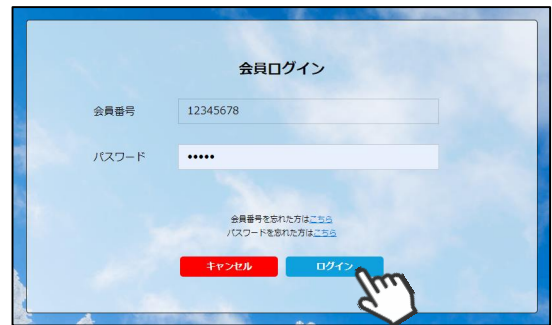 会員ログイン
会員番号 12345678
パスワード •••••
会員番号を忘れた方はこちら
パスワードを忘れた方はこちら
キャンセル ログイン